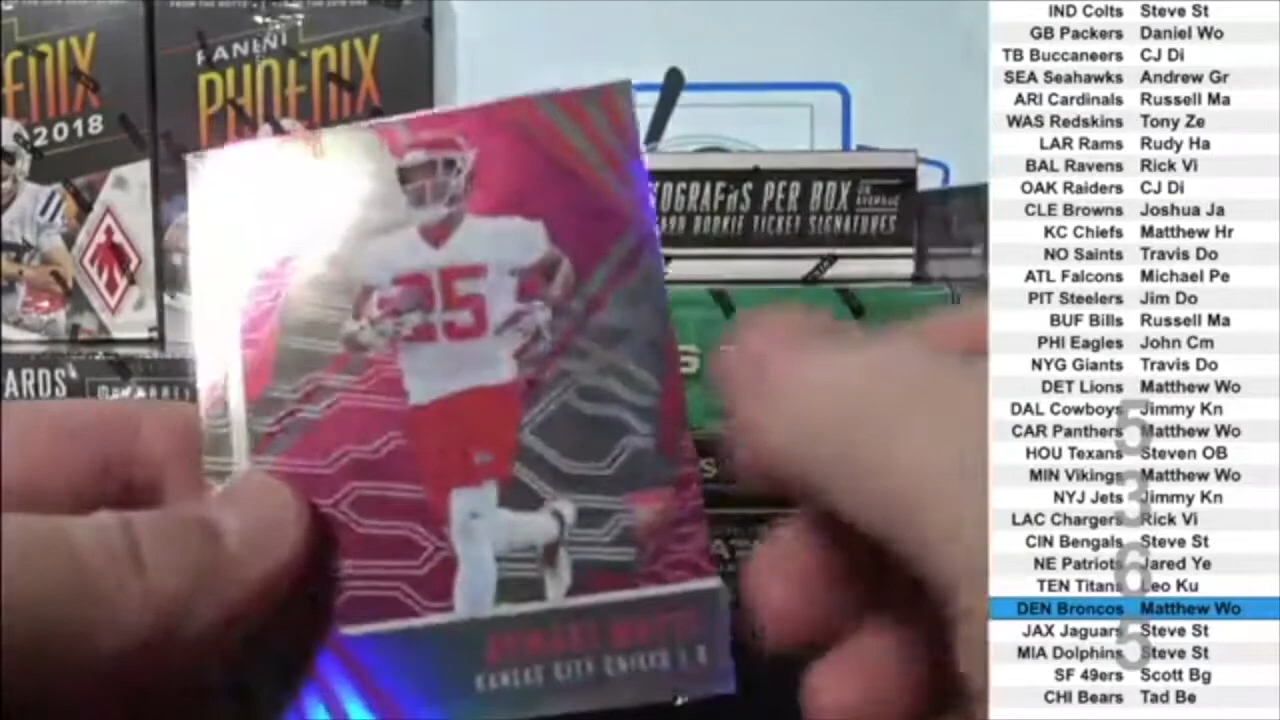 ENIX
2018
PANINI
PHOENIX
OGRAPHS PER BOX
ON AVERAGE
ARD ROOKIE TICKET SIGNATURES
ARDS
25
KANSAS CITY CHIEFS
IND Colts Steve St
GB Packers Daniel Wo
TB Buccaneers CJ Di
SEA Seahawks Andrew Gr
ARI Cardinals Russell Ma
WAS Redskins Tony Ze
LAR Rams Rudy Ha
BAL Ravens Rick Vi
OAK Raiders CJ Di
CLE Browns Joshua Ja
KC Chiefs Matthew Hr
NO Saints Travis Do
ATL Falcons Michael Pe
PIT Steelers Jim Do
BUF Bills Russell Ma
PHI Eagles John Cm
NYG Giants Travis Do
DET Lions Matthew Wo
DAL Cowboys Jimmy Kn
CAR Panthers Matthew Wo
HOU Texans Steven OB
MIN Vikings Matthew Wo
NYJ Jets Jimmy Kn
LAC Chargers Rick Vi
CIN Bengals Steve St
NE Patriots Jared Ye
TEN Titans Leo Ku
DEN Broncos Matthew Wo
JAX Jaguars Steve St
MIA Dolphins Steve St
SF 49ers Scott Bg
CHI Bears Tad Be
5365